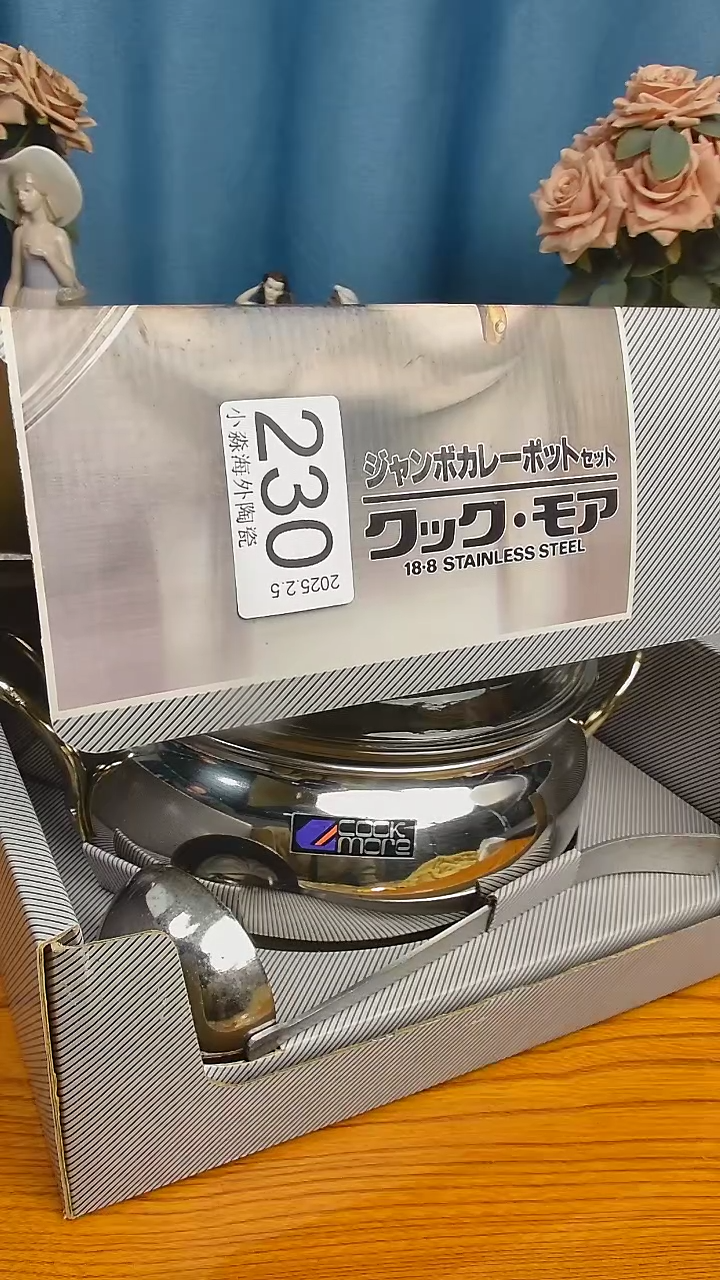 ジャンボカレーポットセット
クック・モア
18-8 STAINLESS STEEL
230
小淼海外陶瓷
2025.2.5
COOK
more